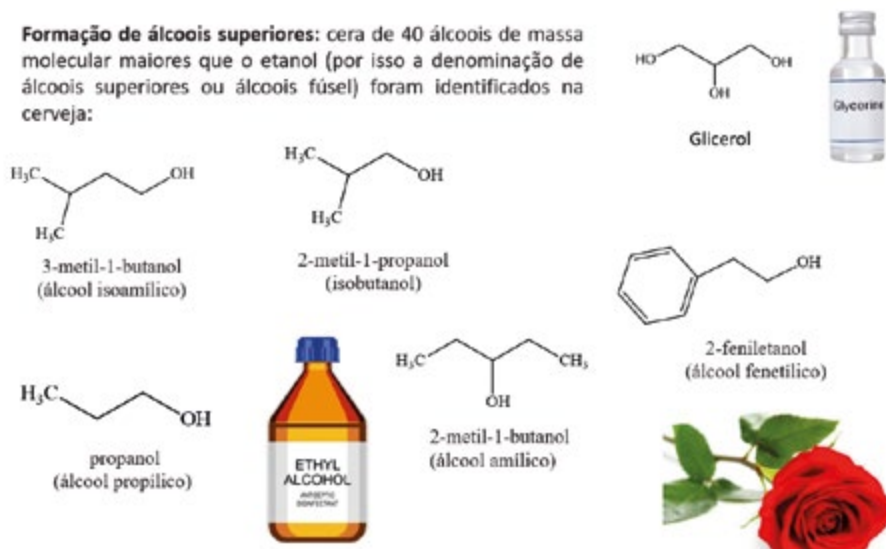 Formação de álcoois superiores: cera de 40 álcoois de massa
molecular maiores que o etanol (por isso a denominação de
álcoois superiores ou álcoois fúsel) foram identificados na
cerveja:
HO
OH
OH
Glicerol
Glycerine
H₃C
OH
H₃C
3-metil-1-butanol
(álcool isoamílico)
H₃C
OH
H₃C
2-metil-1-propanol
(isobutanol)
OH
2-feniletanol
(álcool fenetílico)
H₃C
OH
propanol
(álcool propílico)
ETHYL
ALCOHOL
ANTISEPTIC
DISINFECTANT
H₃C
CH₃
OH
2-metil-1-butanol
(álcool amílico)